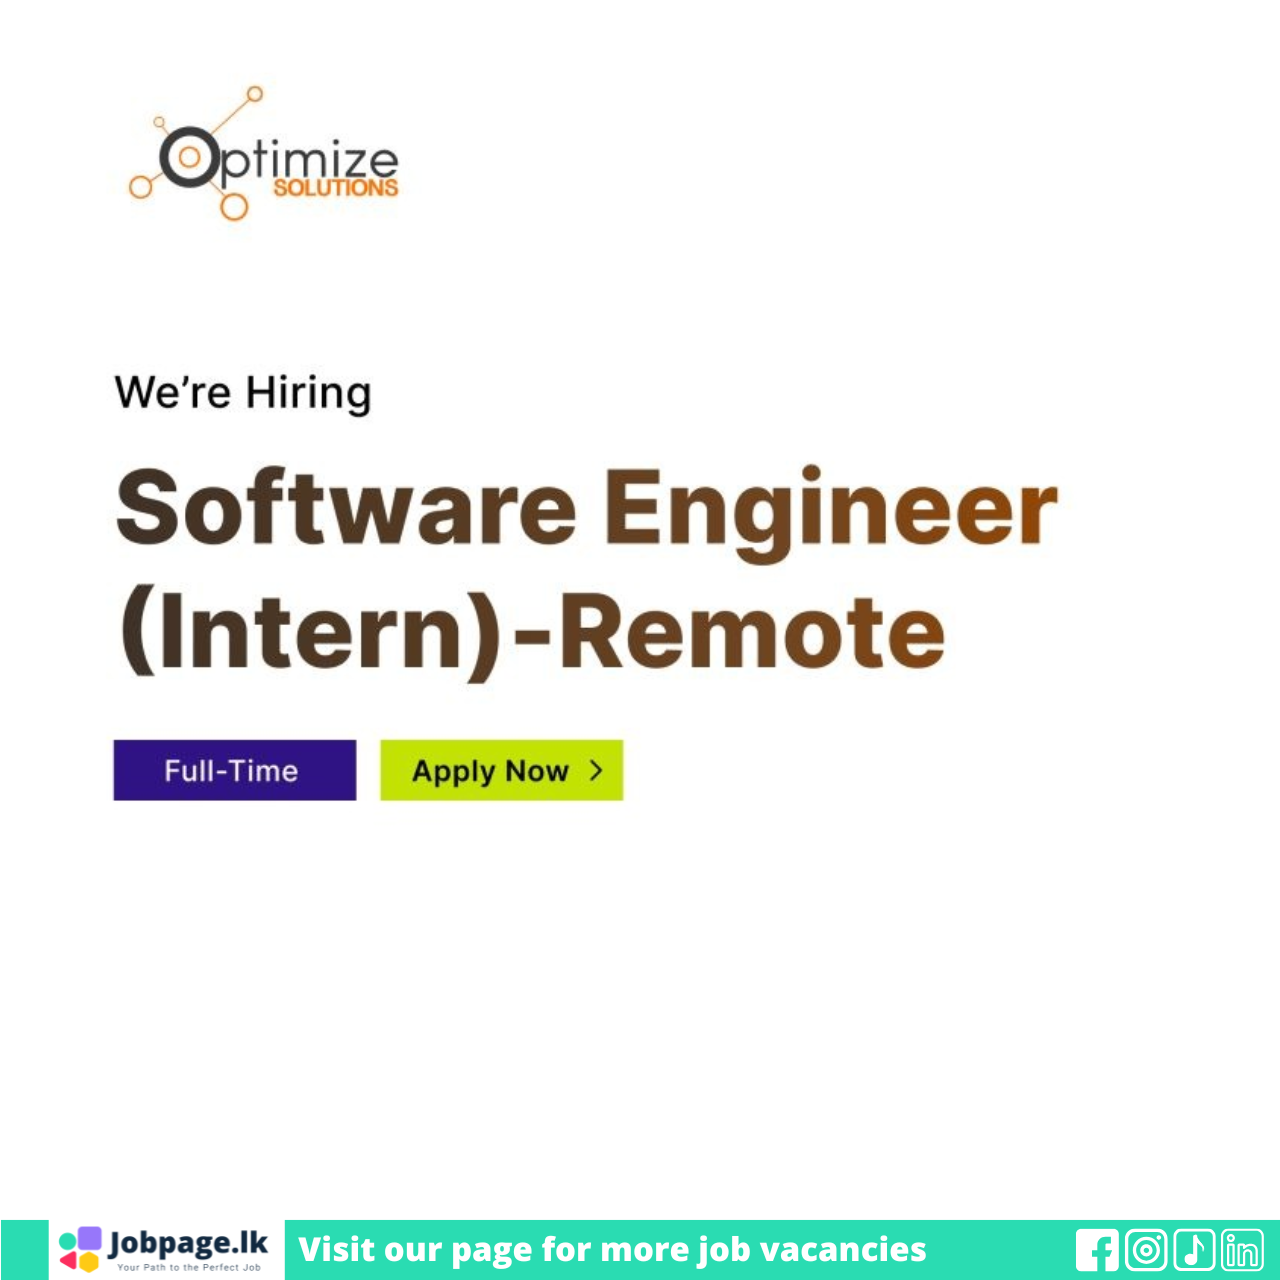 Optimize
SOLUTIONS
We’re Hiring
Software Engineer
(Intern)-Remote
Full-Time
Apply Now >
Jobpage.lk
Your Path to the Perfect Job
Visit our page for more job vacancies